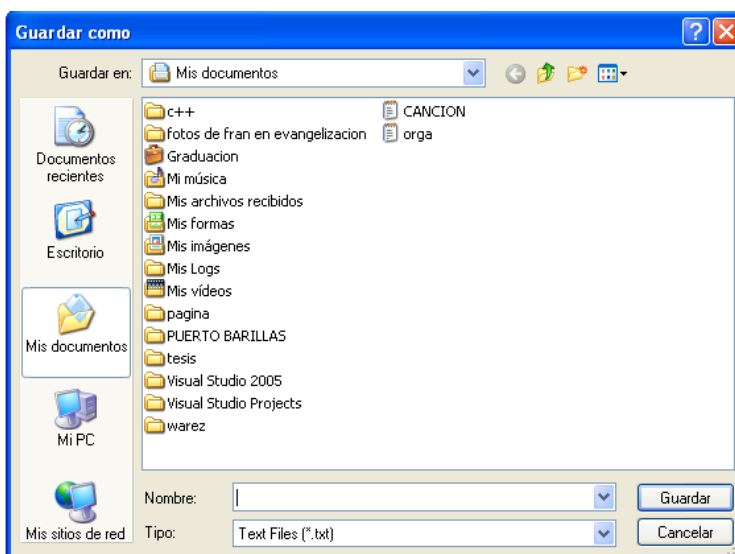 Guardar como
Guardar en:
Mis documentos
Documentos
recientes
Escritorio
Mis documentos
Mi PC
Mis sitios de red
c++
fotos de fran en evangelizacion
Graduacion
Mi música
Mis archivos recibidos
Mis formas
Mis imágenes
Mis Logs
Mis vídeos
pagina
PUERTO BARILLAS
tesis
Visual Studio 2005
Visual Studio Projects
warez
CANCION
orga
Nombre:
Guardar
Tipo:
Text Files (*.txt)
Cancelar